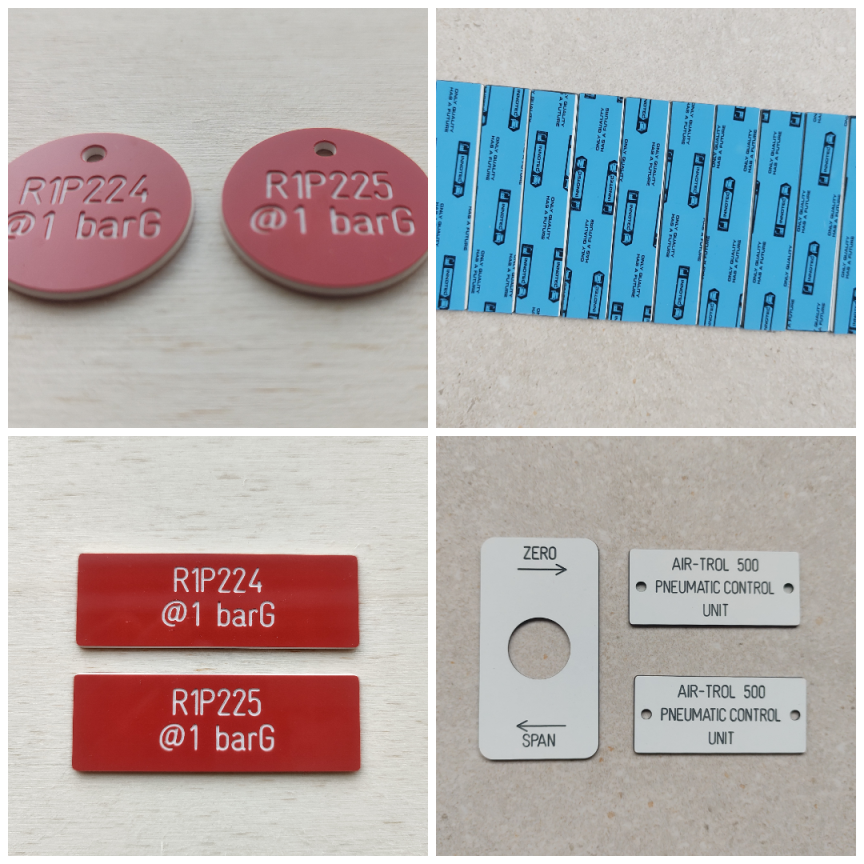 R1P224
@1 barG
R1P225
@1 barG
ONLY QUALITY
HAS A FUTURE
INNOTEC
R1P224
@1 barG
R1P225
@1 barG
ZERO
SPAN
AIR-TROL 500
PNEUMATIC CONTROL
UNIT
AIR-TROL 500
PNEUMATIC CONTROL
UNIT